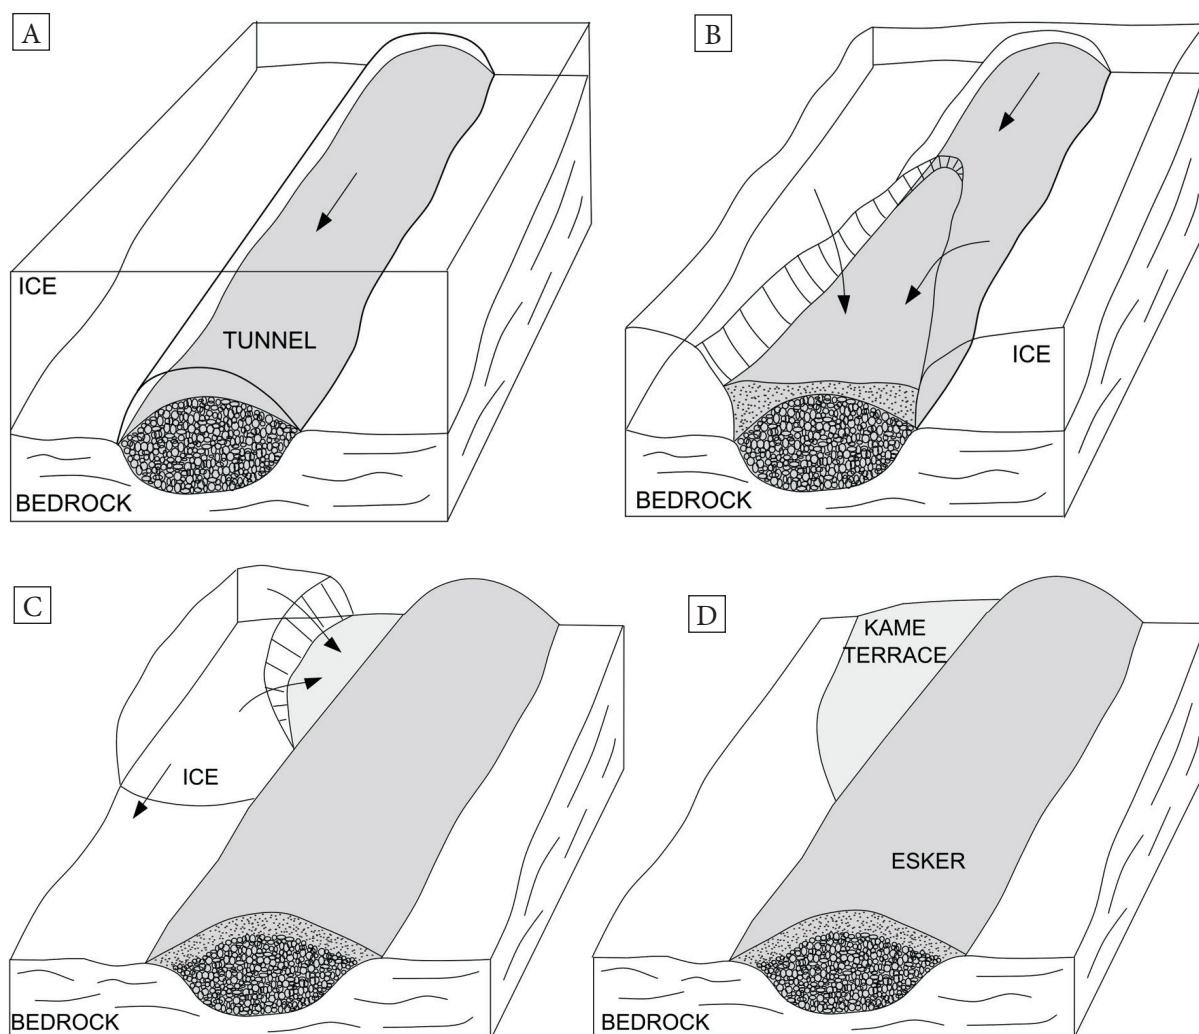 A
ICE
TUNNEL
BEDROCK
B
ICE
BEDROCK
C
ICE
BEDROCK
D
KAME
TERRACE
ESKER
BEDROCK